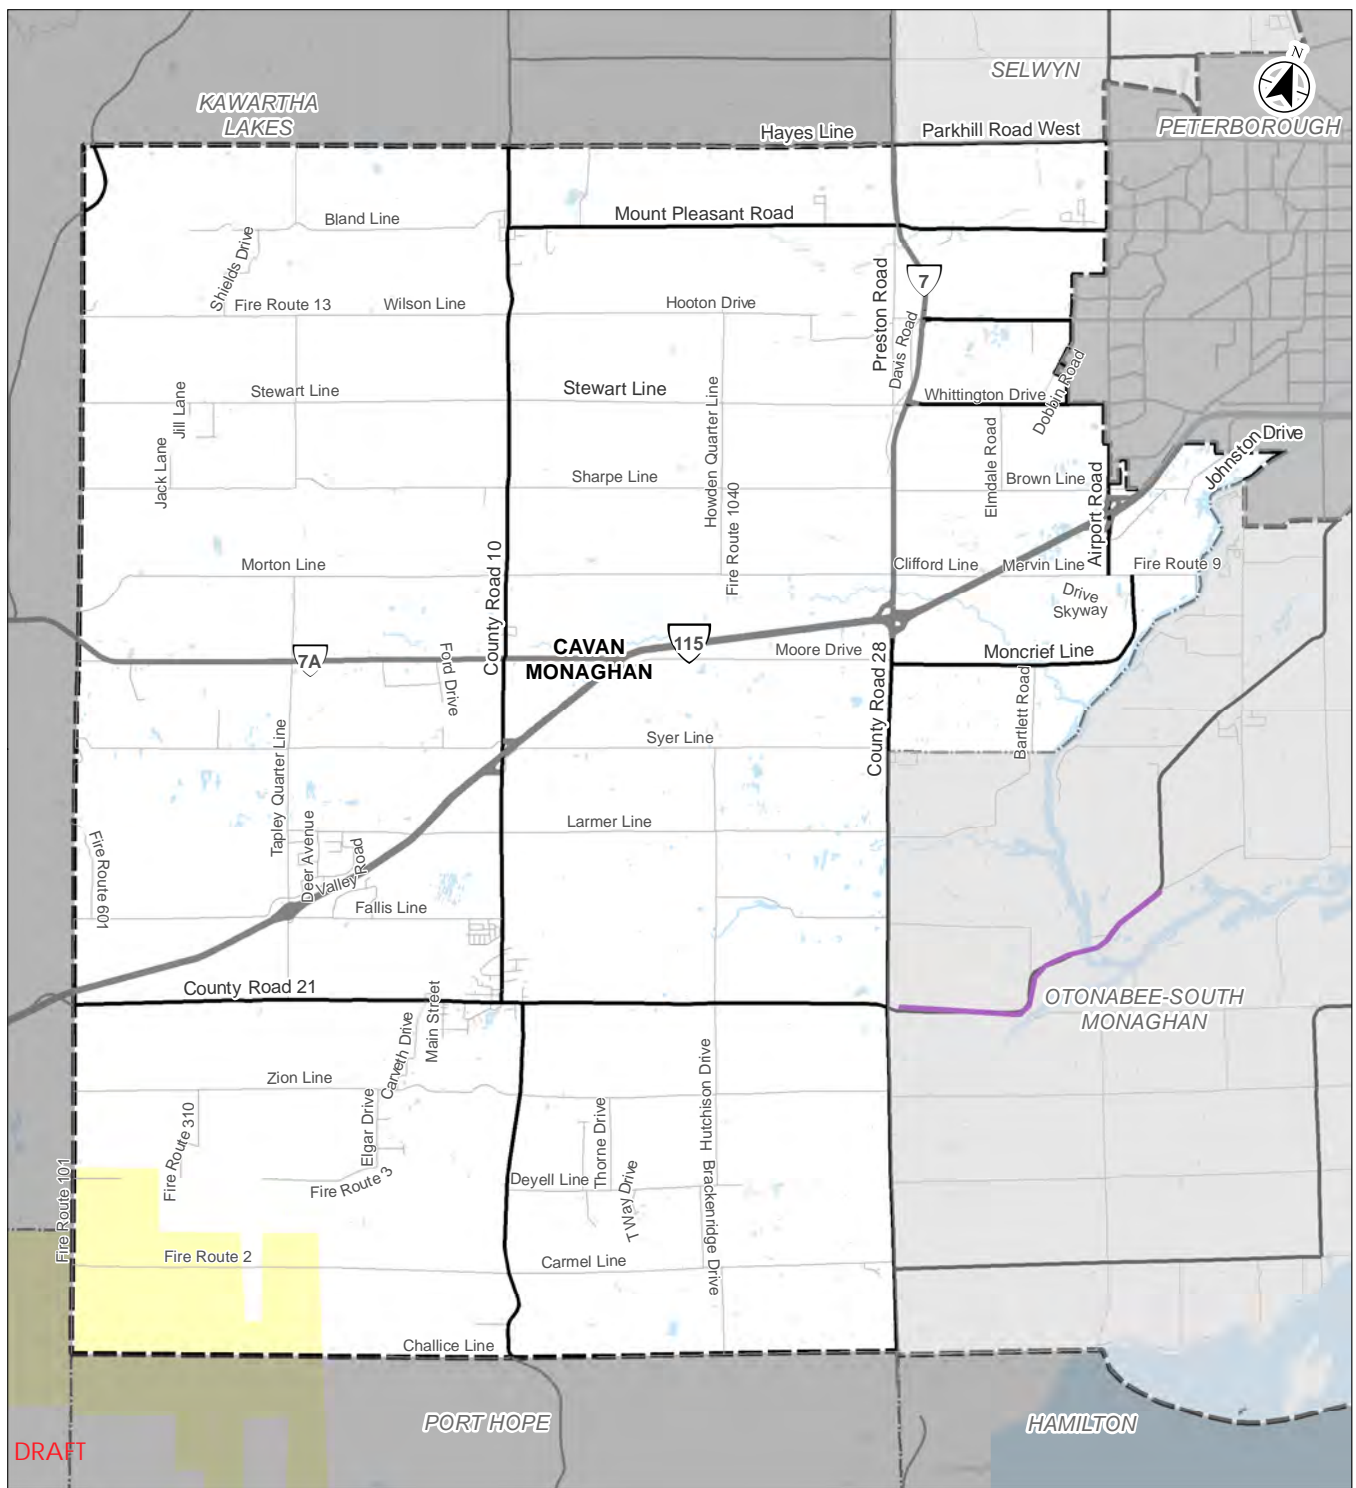 SELWYN
N
KAWARTHA
LAKES
PETERBOROUGH
Hayes Line
Parkhill Road West
Bland Line
Mount Pleasant Road
Shields Drive
Preston Road
7
Fire Route 13
Wilson Line
Hooton Drive
Davis Road
Stewart Line
Stewart Line
Whittington Drive
Dobbin Road
Jill Lane
Jack Lane
Howden Quarter Line
Elmdale Road
Johnston Drive
Sharpe Line
Brown Line
Fire Route 1040
Airport Road
Morton Line
County Road 10
Clifford Line
Mervin Line
Fire Route 9
Drive
Skyway
7A
Ford Drive
CAVAN
MONAGHAN
115
Moore Drive
County Road 28
Moncrief Line
Bartlett Road
Tapley Quarter Line
Syer Line
Larmer Line
Fire Route 601
Deer Avenue
Valley Road
Fallis Line
County Road 21
Main Street
OTONABEE-SOUTH
MONAGHAN
Carveth Drive
Zion Line
Elgar Drive
Fire Route 310
Fire Route 3
Hutchison Drive
Thorne Drive
Deyell Line
T Way Drive
Brackenridge Drive
Fire Route 101
Fire Route 2
Carmel Line
Challice Line
PORT HOPE
HAMILTON
DRAFT